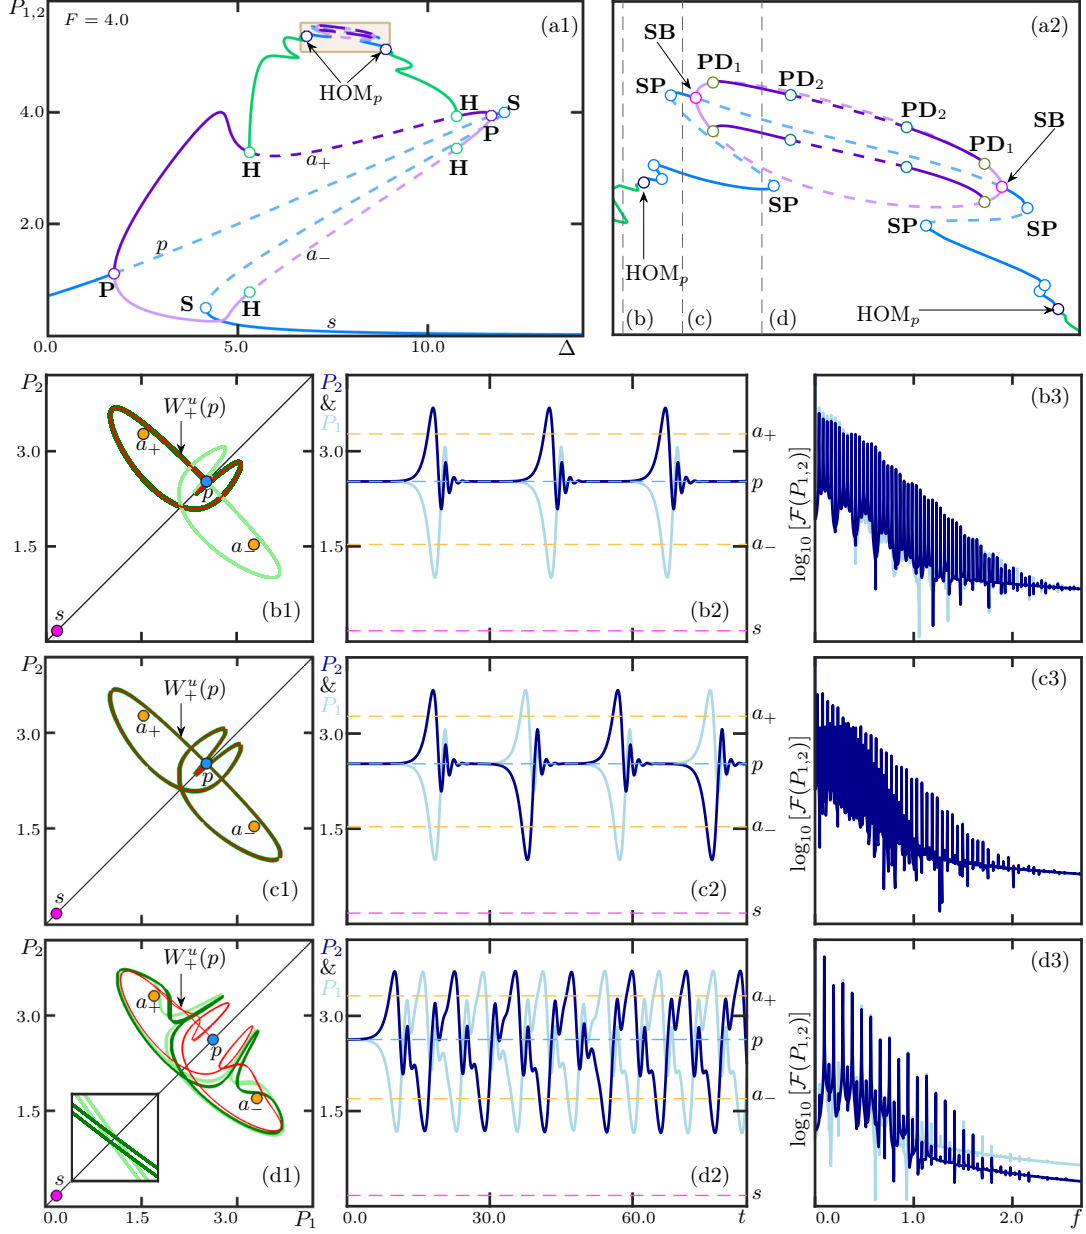 P₁,₂
F = 4.0
(a1)
HOMₚ
4.0
H
S
P
H
H
a₊
2.0
p
a₋
P
S
H
s
0.0
5.0
10.0
Δ
(a2)
SB
PD₁
PD₂
SP
PD₂
SB
PD₁
SP
SP
SP
HOMₚ
HOMₚ
(b)
(c)
(d)
P₂
W₊ᵘ(p)
3.0
a₊
p
1.5
a₋
s
(b1)
P₂
&
P₁
3.0
1.5
a₊
p
a₋
s
(b2)
log₁₀ [ℱ(P₁,₂)]
(b3)
P₂
W₊ᵘ(p)
3.0
a₊
p
1.5
a₋
s
(c1)
P₂
&
P₁
3.0
1.5
a₊
p
a₋
s
(c2)
log₁₀ [ℱ(P₁,₂)]
(c3)
P₂
W₊ᵘ(p)
3.0
a₊
p
1.5
a₋
s
(d1)
0.0
1.5
3.0
P₁
P₂
&
P₁
3.0
1.5
a₊
p
a₋
s
(d2)
0.0
30.0
60.0
t
log₁₀ [ℱ(P₁,₂)]
(d3)
0.0
1.0
2.0
f